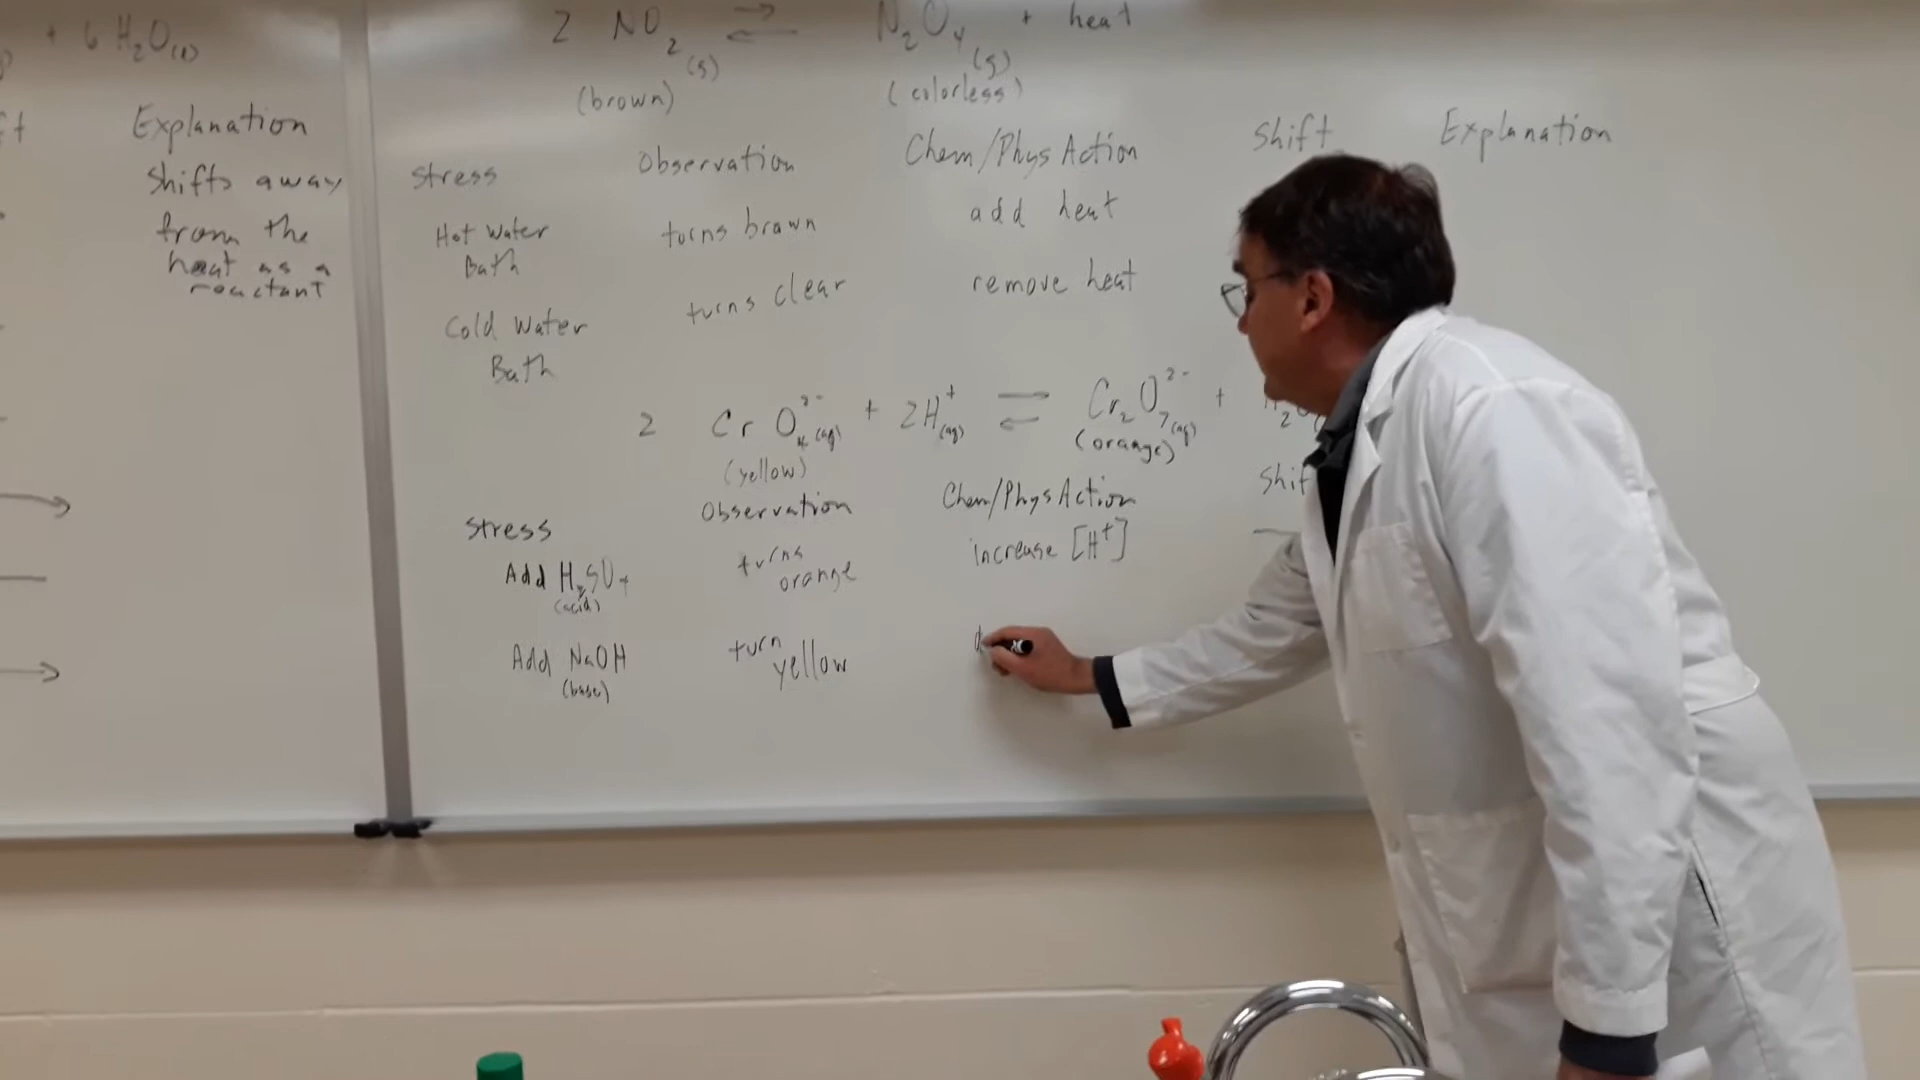 + 6 H₂O(l)
Explanation
Shifts away
from the
heat as a
reactant
2 NO₂(g) ⇌ N₂O₄(g) + heat
(brown) (colorless)
Stress Observation Chem/Phys Action Shift Explanation
Hot Water Bath turns brown add heat
Cold Water Bath turns clear remove heat
2 CrO₄²⁻(aq) + 2H⁺(aq) ⇌ Cr₂O₇²⁻(aq) +
(yellow) (orange)
Stress Observation Chem/Phys Action
Add H₂SO₄ (acid) turns orange increase [H⁺]
Add NaOH (base) turn yellow d